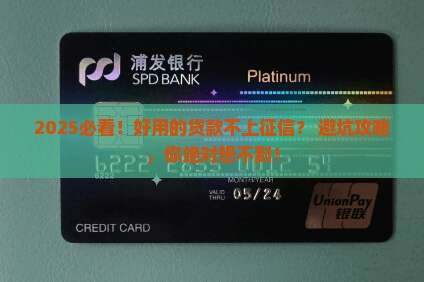 浦发银行
SPD BANK
Platinum
2025必看！好用的贷款不上征信？ 避坑攻略
，你绝对想不到！
MONTH/YEAR
VALID THRU 05/24
CREDIT CARD
UnionPay
银联